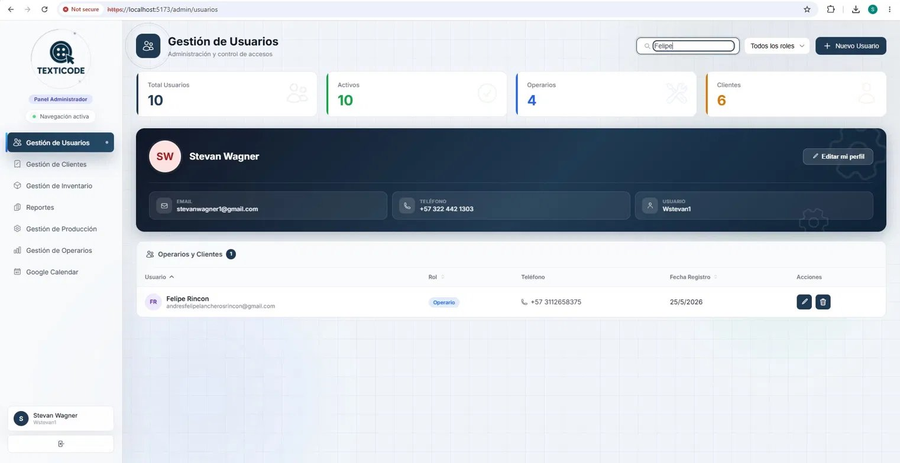 Not secure https://localhost:5173/admin/usuarios
S
TEXTICODE
Panel Administrador
Navegación activa
Gestión de Usuarios
Gestión de Clientes
Gestión de Inventario
Reportes
Gestión de Producción
Gestión de Operarios
Google Calendar
S
Stevan Wagner
Wstevan1
Gestión de Usuarios
Administración y control de accesos
Felipe
Todos los roles
Nuevo Usuario
Total Usuarios
10
Activos
10
Operarios
4
Clientes
6
SW
Stevan Wagner
Editar mi perfil
EMAIL
stevanwagner1@gmail.com
TELÉFONO
+57 322 442 1303
USUARIO
Wstevan1
Operarios y Clientes 1
Usuario Rol Teléfono Fecha Registro Acciones
FR
Felipe Rincon
andresfelipelancherosrincon@gmail.com
Operario
+57 3112658375
25/5/2026